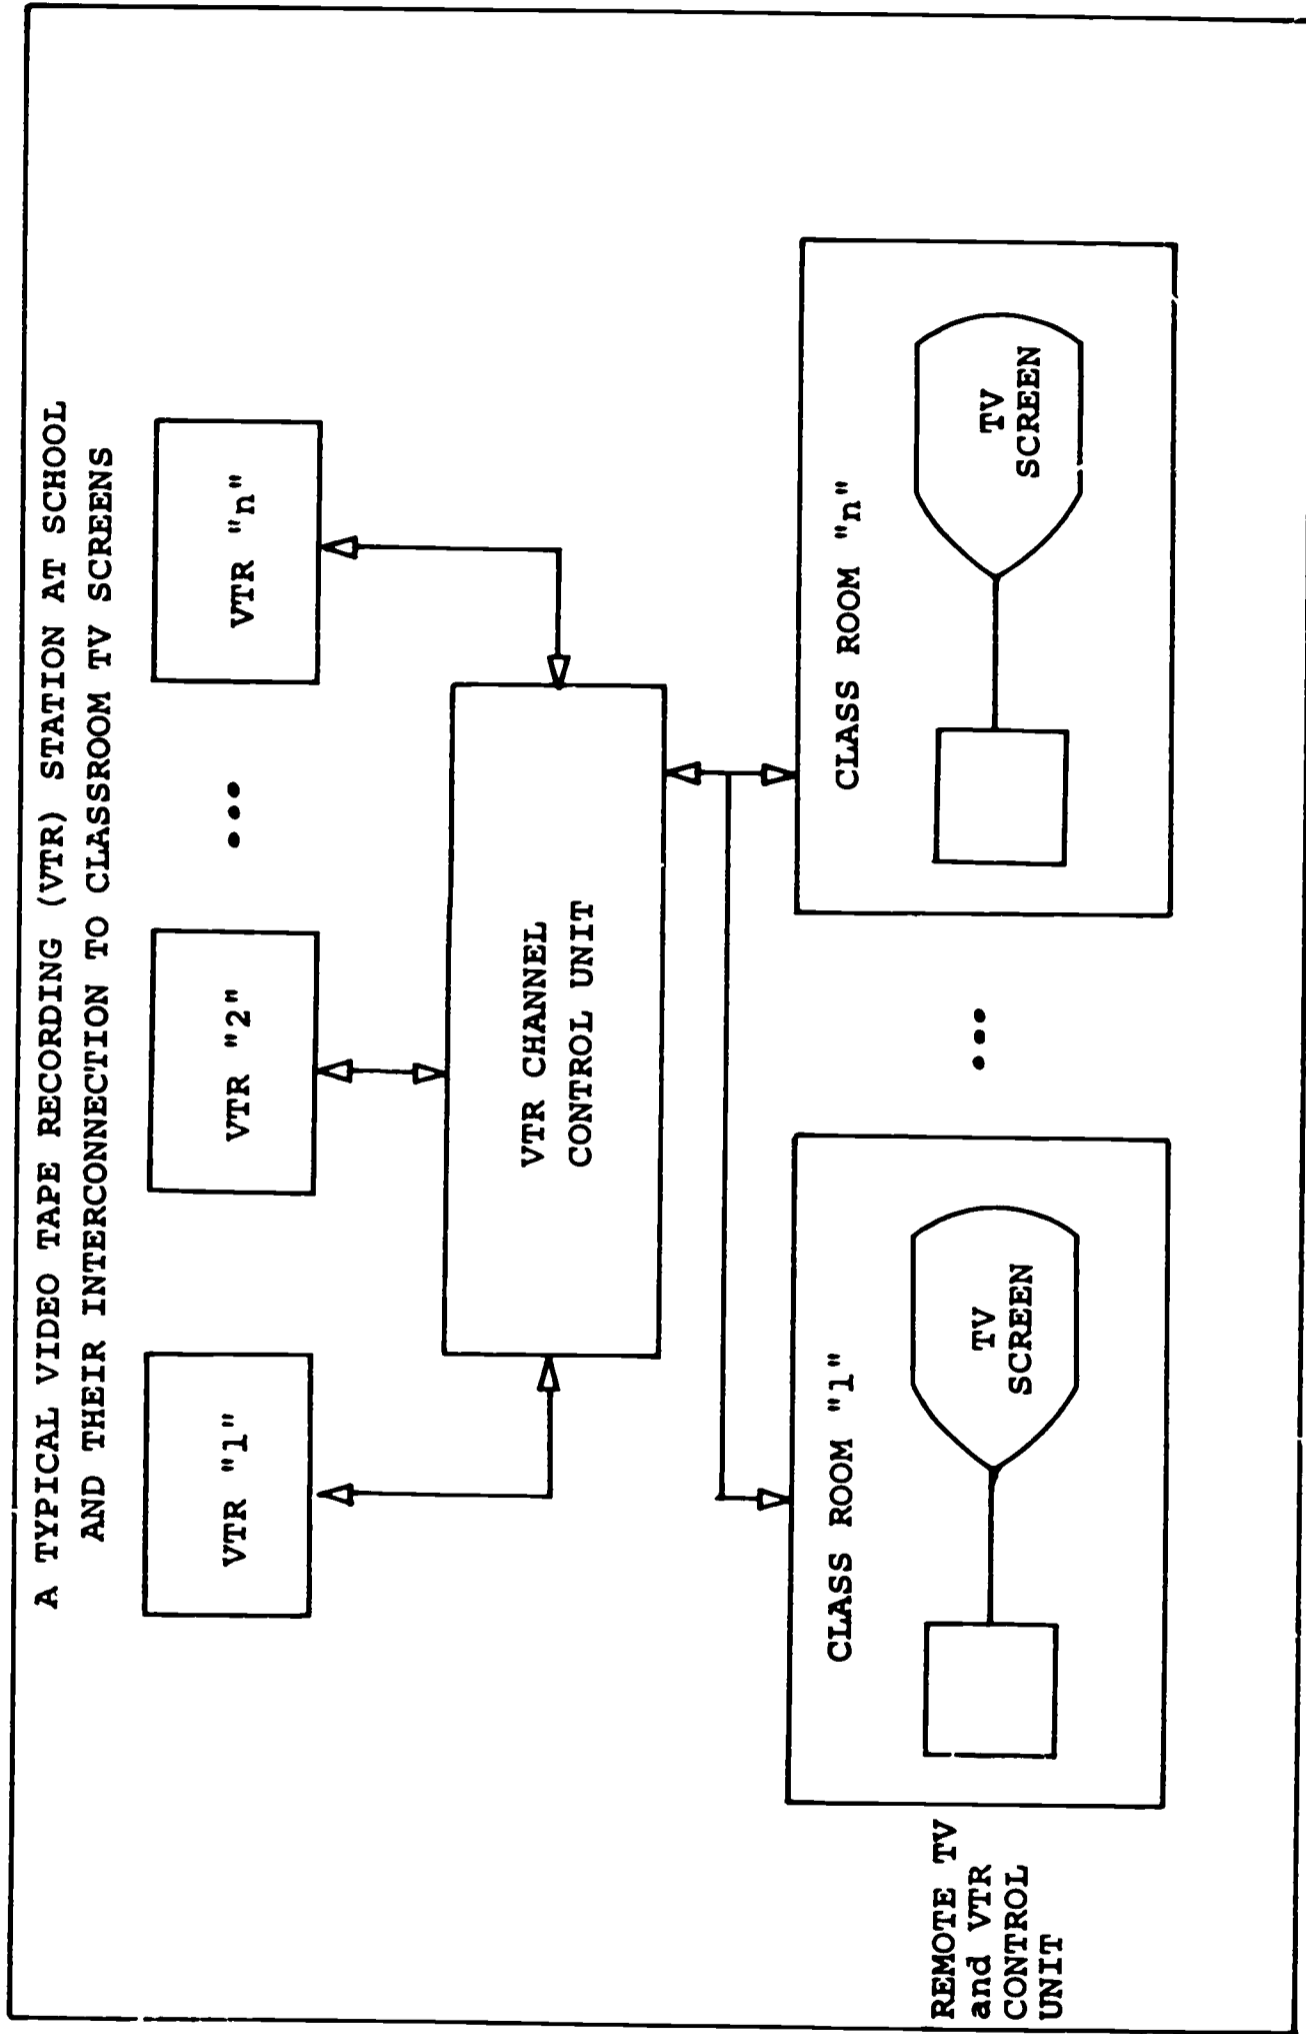 A TYPICAL VIDEO TAPE RECORDING (VTR) STATION AT SCHOOL
AND THEIR INTERCONNECTION TO CLASSROOM TV SCREENS
VTR "1"
VTR "2"
•••
VTR "n"
VTR CHANNEL
CONTROL UNIT
CLASS ROOM "1"
TV
SCREEN
•••
CLASS ROOM "n"
TV
SCREEN
REMOTE TV
and VTR
CONTROL
UNIT